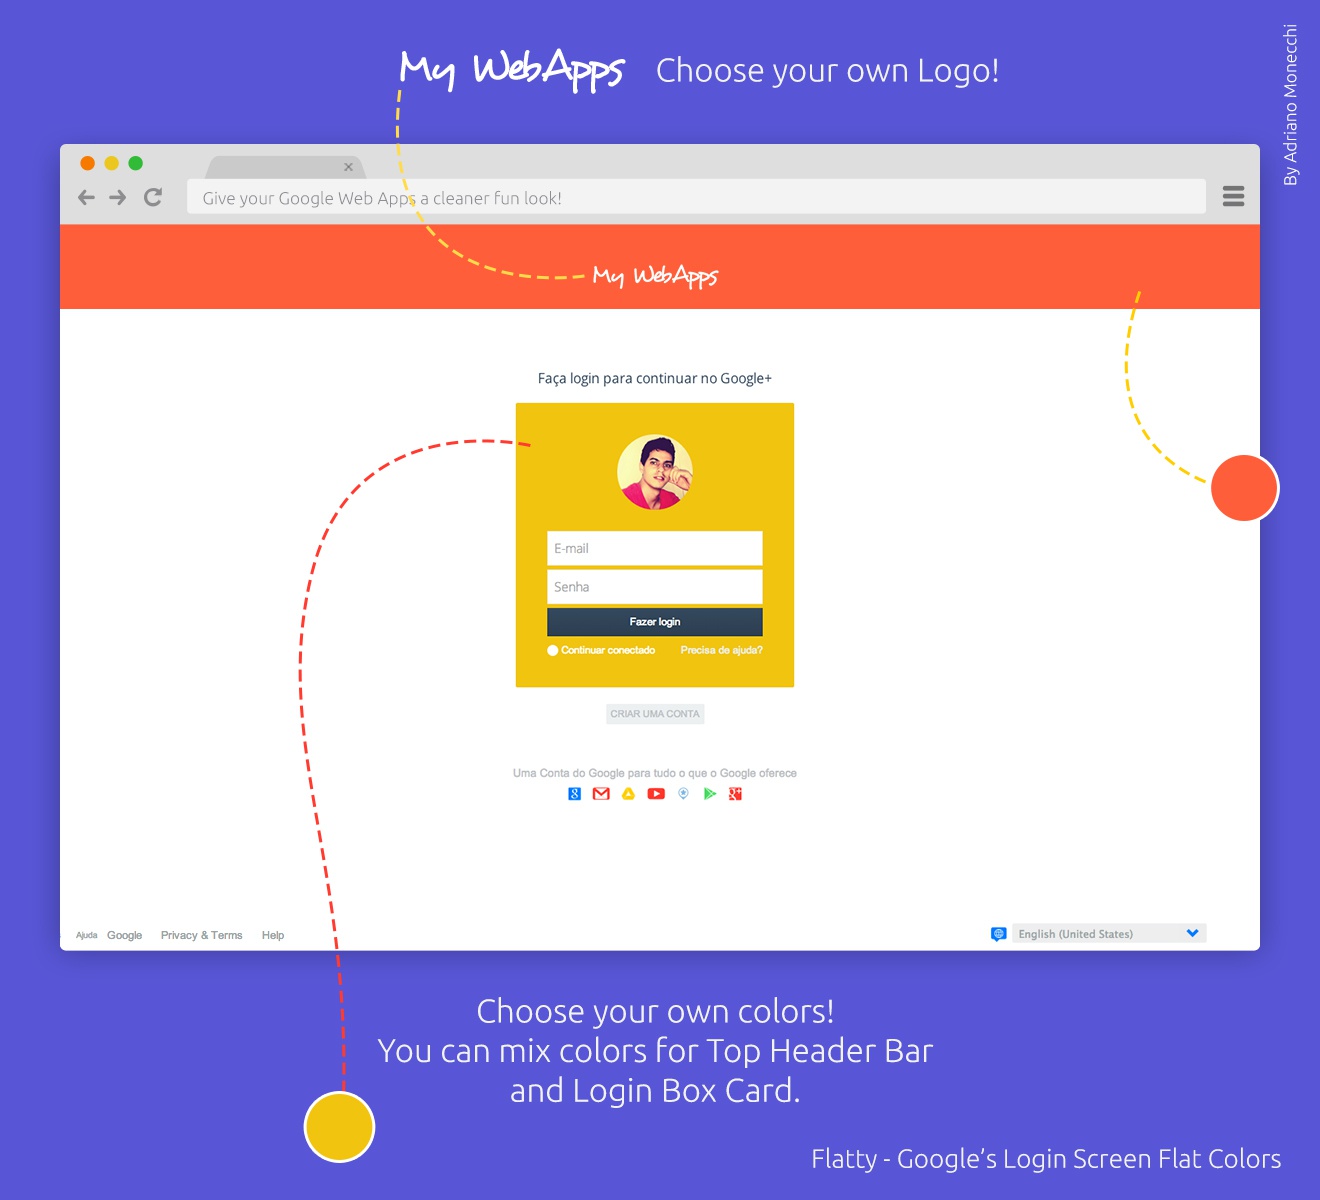 My WebApps Choose your own Logo!
By Adriano Monecchi
Give your Google Web Apps a cleaner fun look!
My WebApps
Faça login para continuar no Google+
E-mail
Senha
Fazer login
Continuar conectado Precisa de ajuda?
CRIAR UMA CONTA
Uma Conta do Google para tudo o que o Google oferece
Ajuda Google Privacy & Terms Help
English (United States)
Choose your own colors!
You can mix colors for Top Header Bar
and Login Box Card.
Flatty - Google’s Login Screen Flat Colors